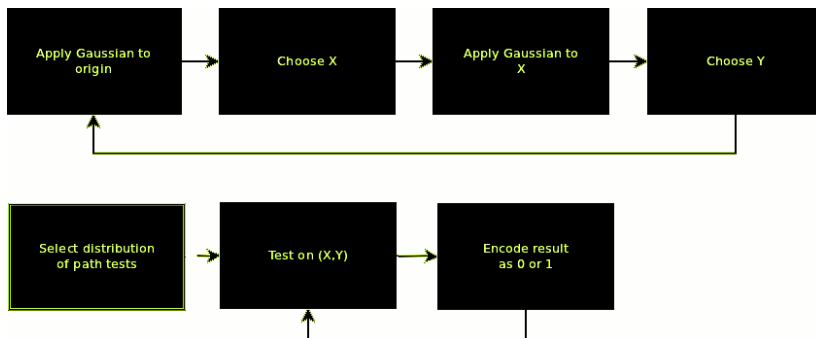 Apply Gaussian to
origin
Choose X
Apply Gaussian to
X
Choose Y
Select distribution
of path tests
Test on (X,Y)
Encode result
as 0 or 1